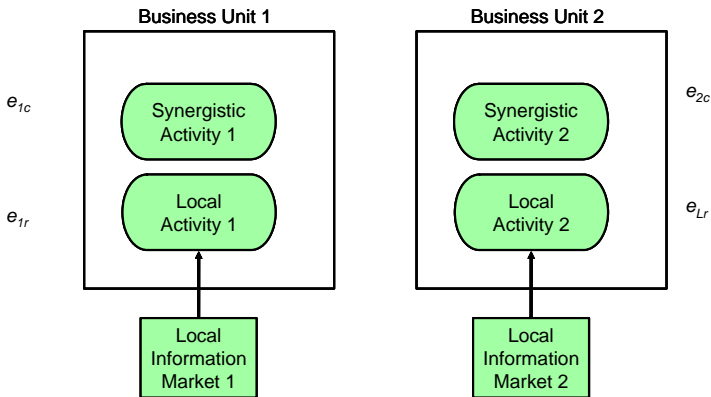 Business Unit 1
Business Unit 2
e1c
Synergistic
Activity 1
Synergistic
Activity 2
e2c
e1r
Local
Activity 1
Local
Activity 2
eLr
Local
Information
Market 1
Local
Information
Market 2